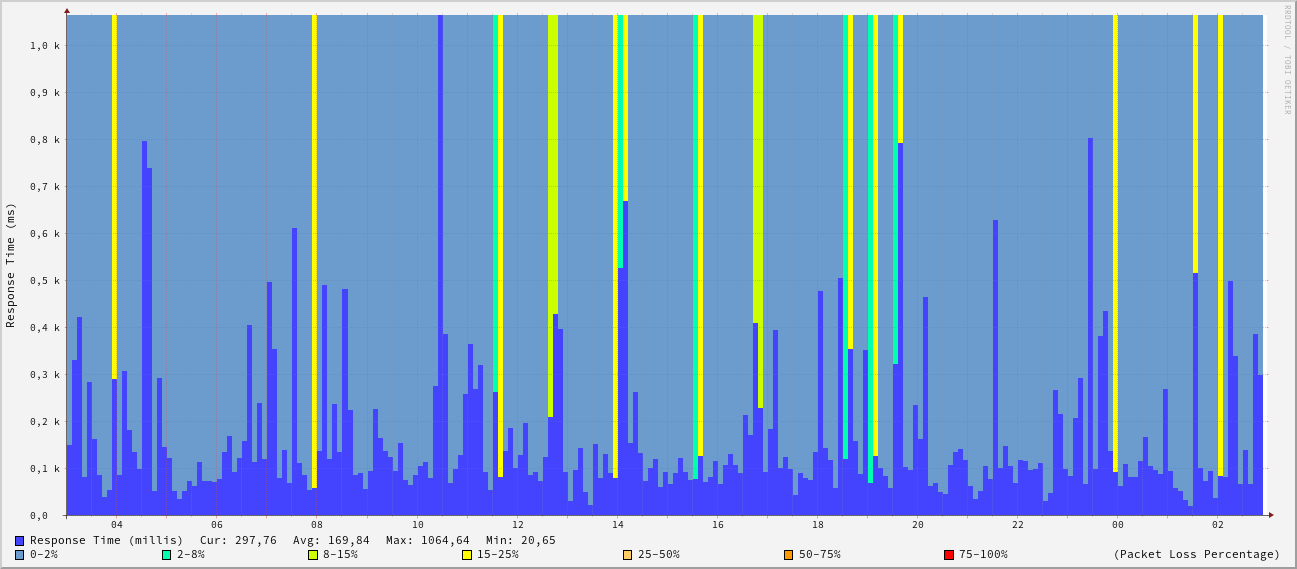 RRDTOOL / TOBI OETIKER
Response Time (ms)
1,0 k
0,9 k
0,8 k
0,7 k
0,6 k
0,5 k
0,4 k
0,3 k
0,2 k
0,1 k
0,0
04 06 08 10 12 14 16 18 20 22 00 02
Response Time (millis) Cur: 297,76 Avg: 169,84 Max: 1064,64 Min: 20,65
0-2% 2-8% 8-15% 15-25% 25-50% 50-75% 75-100% (Packet Loss Percentage)